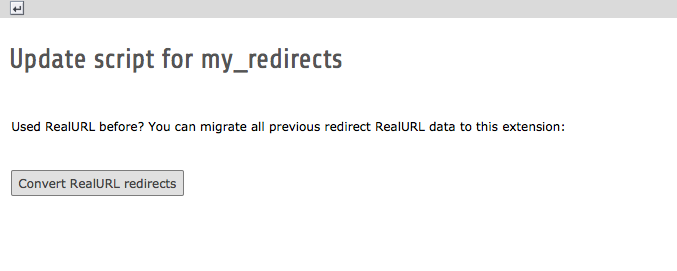 Update script for my_redirects
Used RealURL before? You can migrate all previous redirect RealURL data to this extension:
Convert RealURL redirects